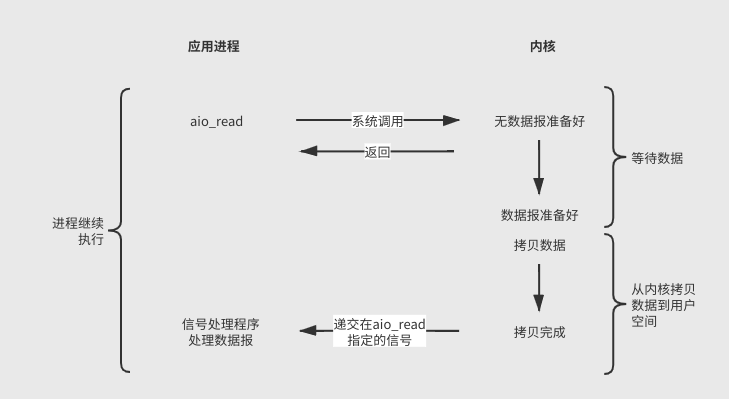 应用进程
内核
aio_read
系统调用
无数据报准备好
返回
等待数据
数据报准备好
进程继续
执行
拷贝数据
从内核拷贝
数据报到用户
空间
信号处理程序
处理数据报
递交在aio_read
指定的信号
拷贝完成